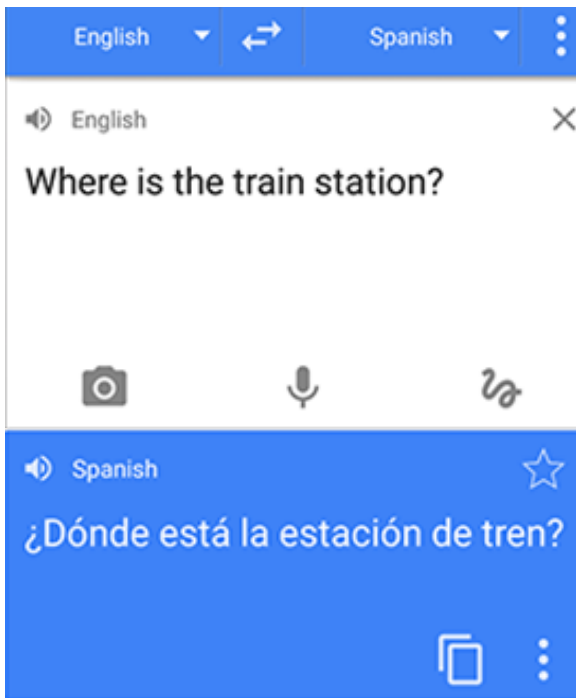 English
Spanish
English
Where is the train station?
Spanish
¿Dónde está la estación de tren?